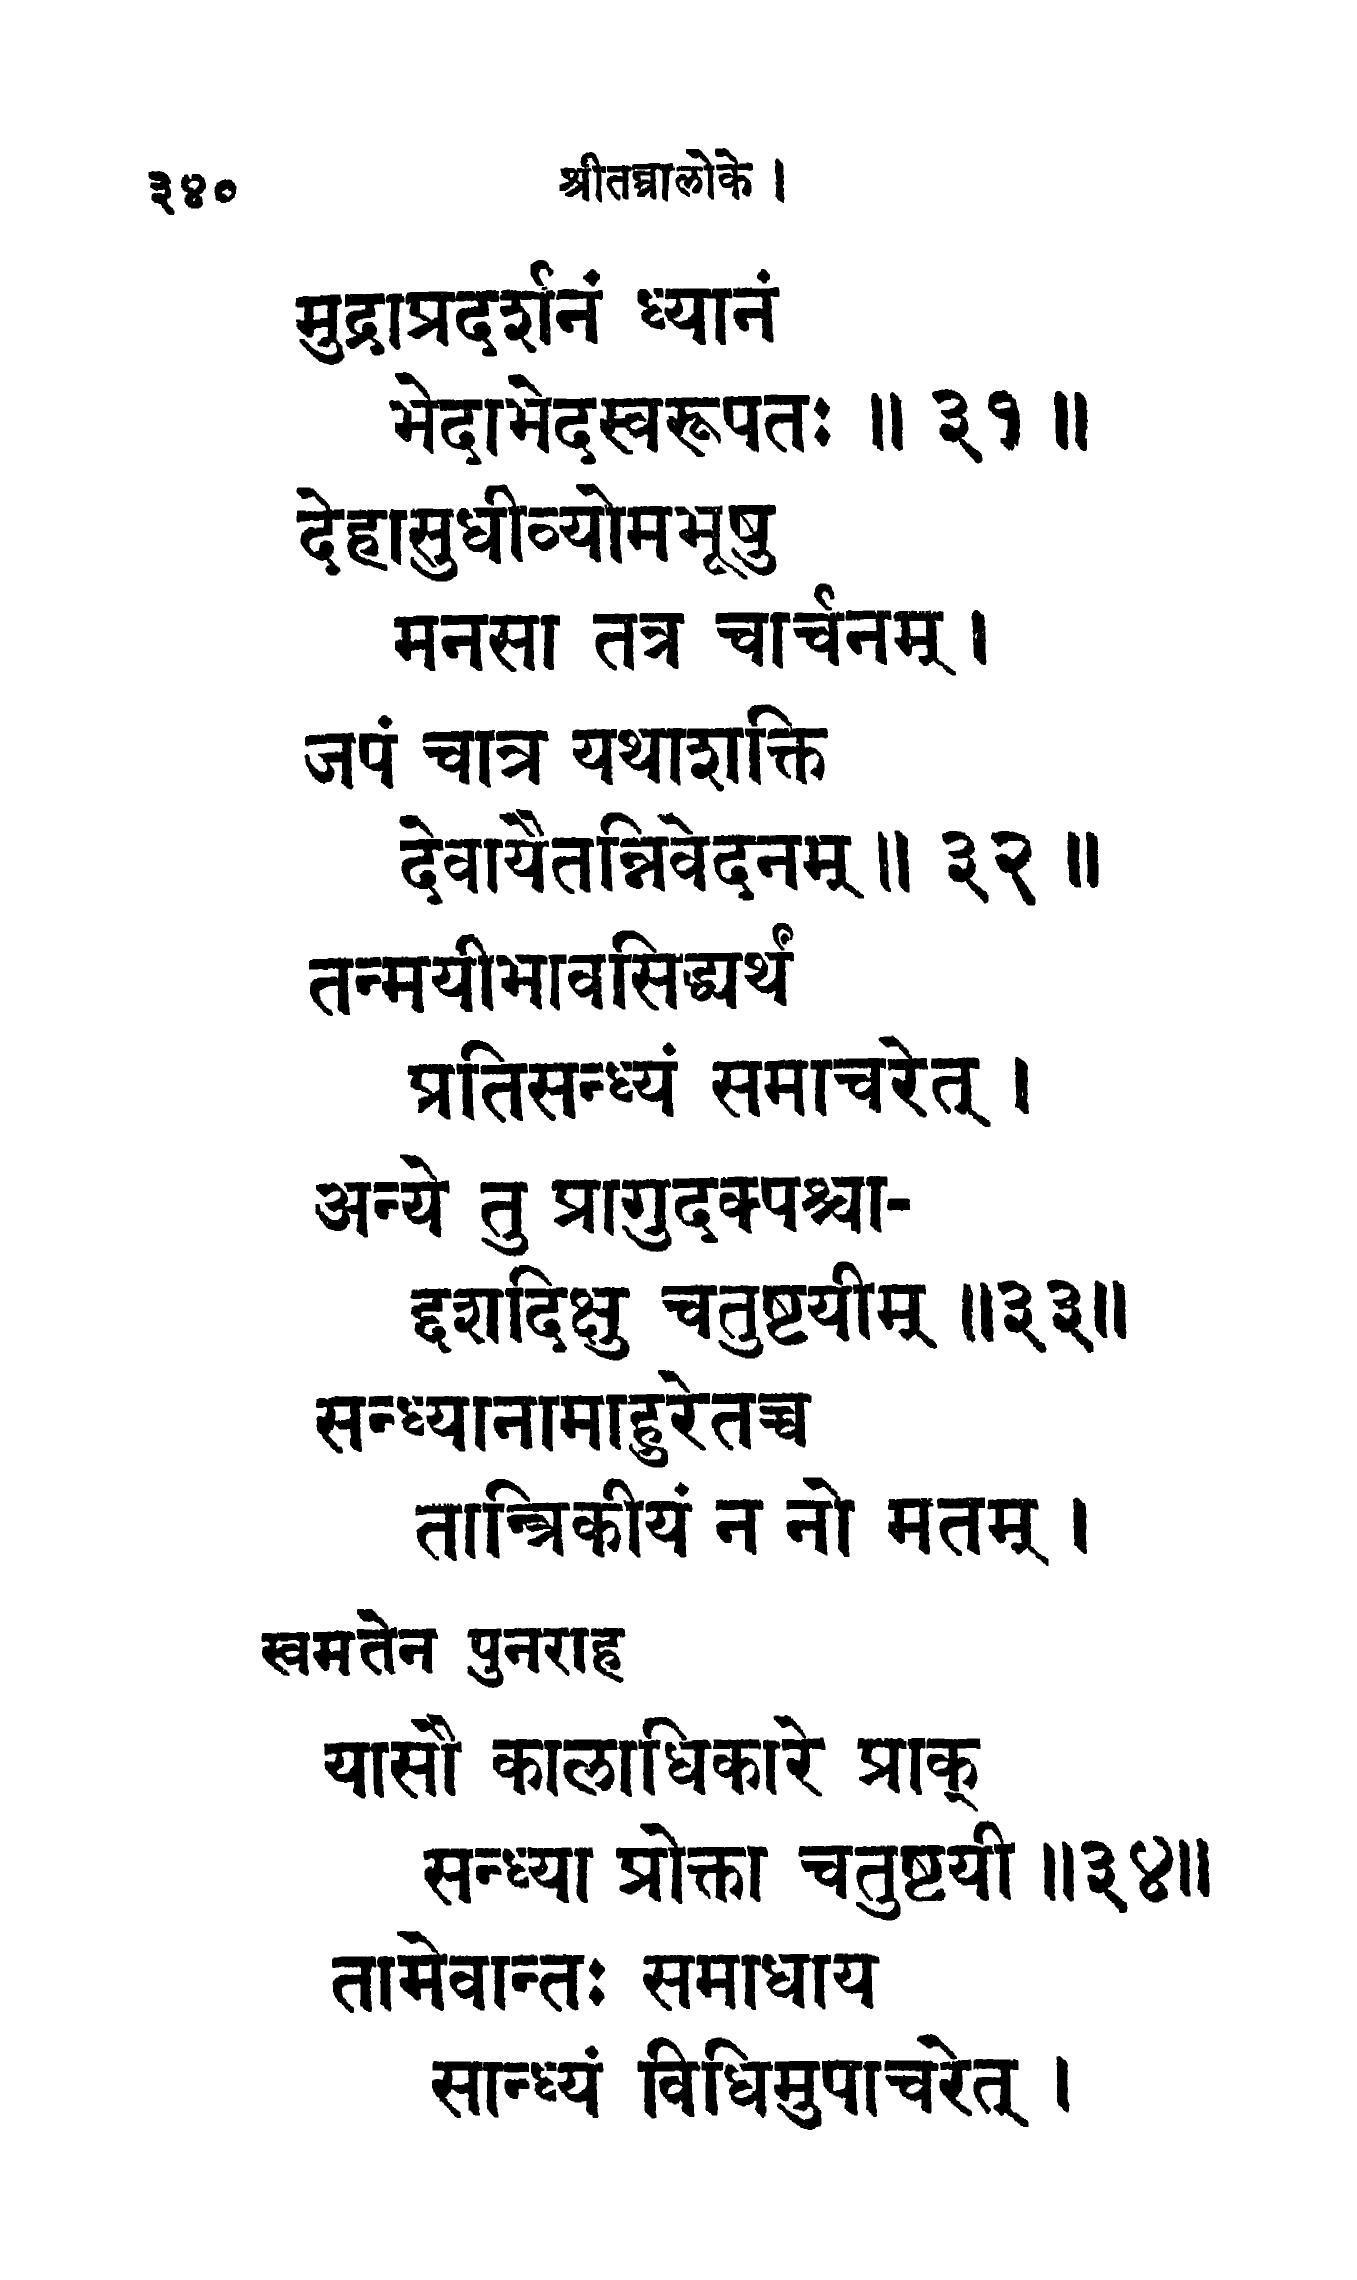 ३४०
श्रीतन्त्रालोके ।
मुद्राप्रदर्शनं ध्यानं
भेदाभेदस्वरूपतः ॥ ३१ ॥
देहासुधीव्योमभूषु
मनसा तत्र चार्चनम् ।
जपं चात्र यथाशक्ति
देवायैतन्निवेदनम् ॥ ३२ ॥
तन्मयीभावसिद्ध्यर्थं
प्रतिसन्ध्यं समाचरेत् ।
अन्ये तु प्रागुदक्पश्चा-
द्दशदिक्षु चतुष्टयीम् ॥३३॥
सन्ध्यानामाहुरेतच्च
तान्त्रिकीयं न नो मतम् ।
स्वमतेन पुनराह
यासौ कालाधिकारे प्राक्
सन्ध्या प्रोक्ता चतुष्टयी ॥३४॥
तामेवान्तः समाधाय
सान्ध्यं विधिमुपाचरेत् ।